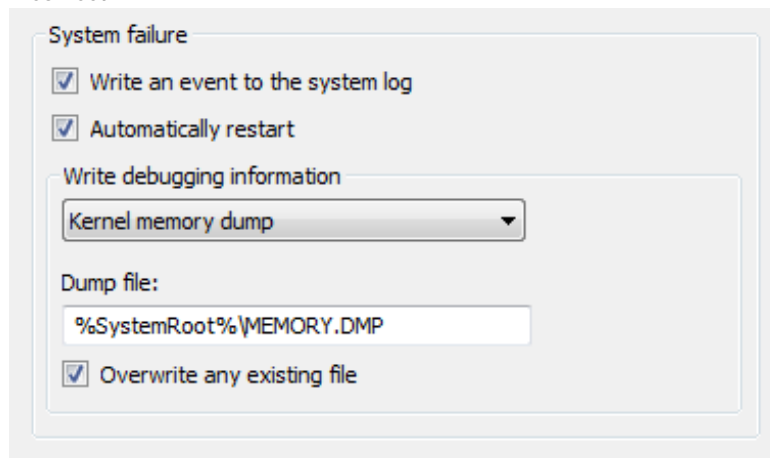 System failure
Write an event to the system log
Automatically restart
Write debugging information
Kernel memory dump
Dump file:
%SystemRoot%\MEMORY.DMP
Overwrite any existing file